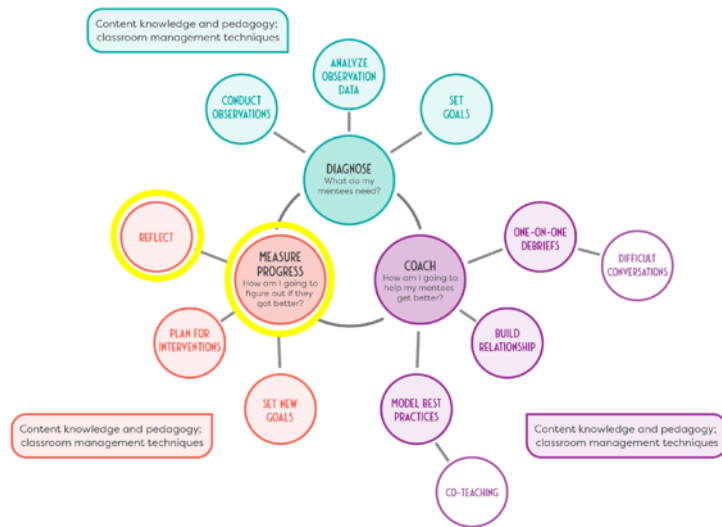 Content knowledge and pedagogy;
classroom management techniques
ANALYZE
OBSERVATION
DATA
CONDUCT
OBSERVATIONS
SET
GOALS
DIAGNOSE
What do my
mentees need?
REFLECT
MEASURE
PROGRESS
How am I going to
figure out if they
got better?
COACH
How am I going to
help my mentees
get better?
ONE-ON-ONE
DEBRIEFS
DIFFICULT
CONVERSATIONS
PLAN FOR
INTERVENTIONS
BUILD
RELATIONSHIP
SET NEW
GOALS
MODEL BEST
PRACTICES
Content knowledge and pedagogy;
classroom management techniques
Content knowledge and pedagogy;
classroom management techniques
CO-TEACHING